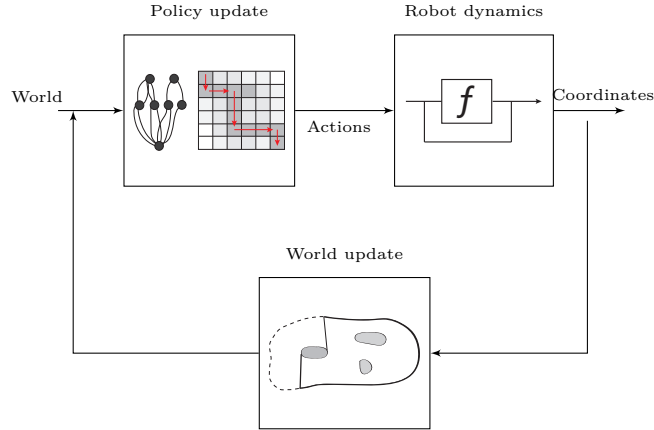 Policy update
Robot dynamics
World
Actions
f
Coordinates
World update